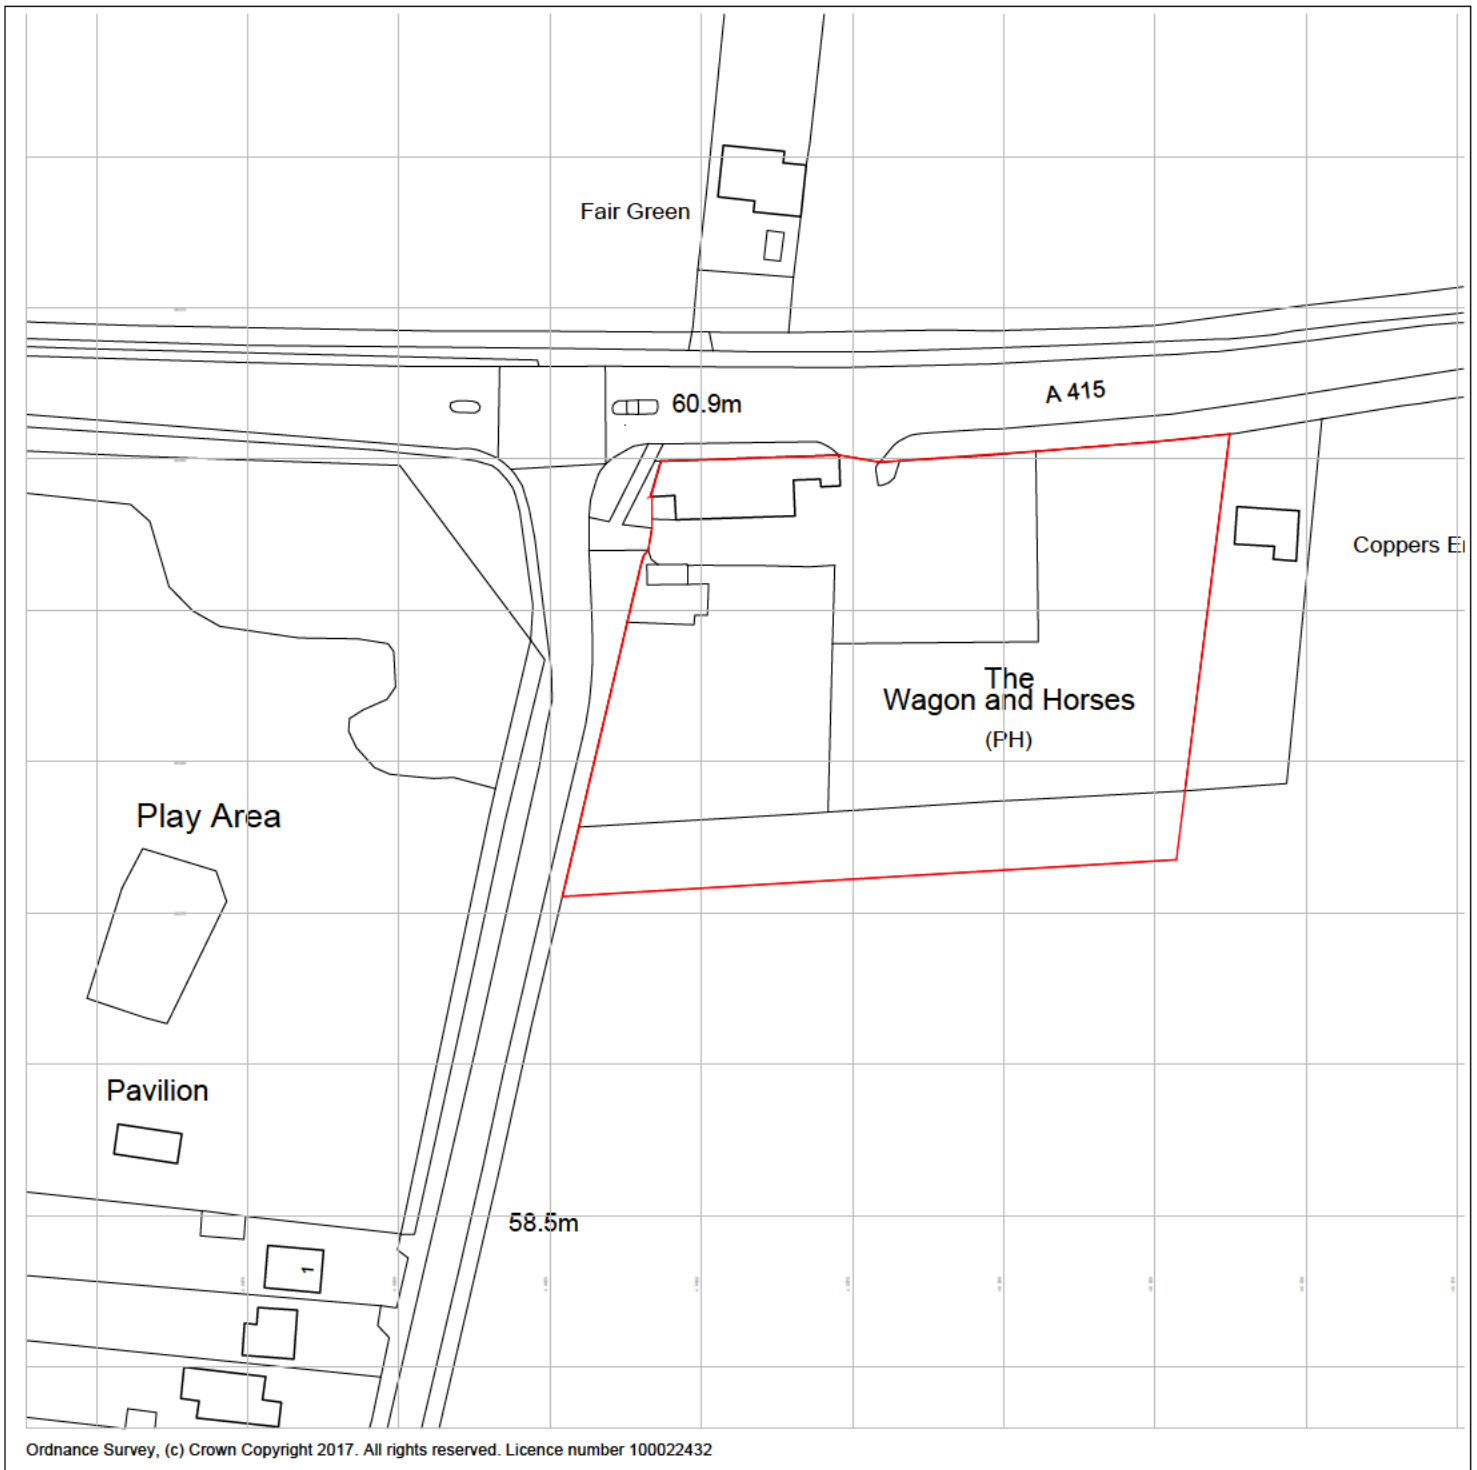 Fair Green
60.9m
A 415
Coppers
The
Wagon and Horses
(PH)
Play Area
Pavilion
58.5m
1
Ordnance Survey, (c) Crown Copyright 2017. All rights reserved. Licence number 100022432